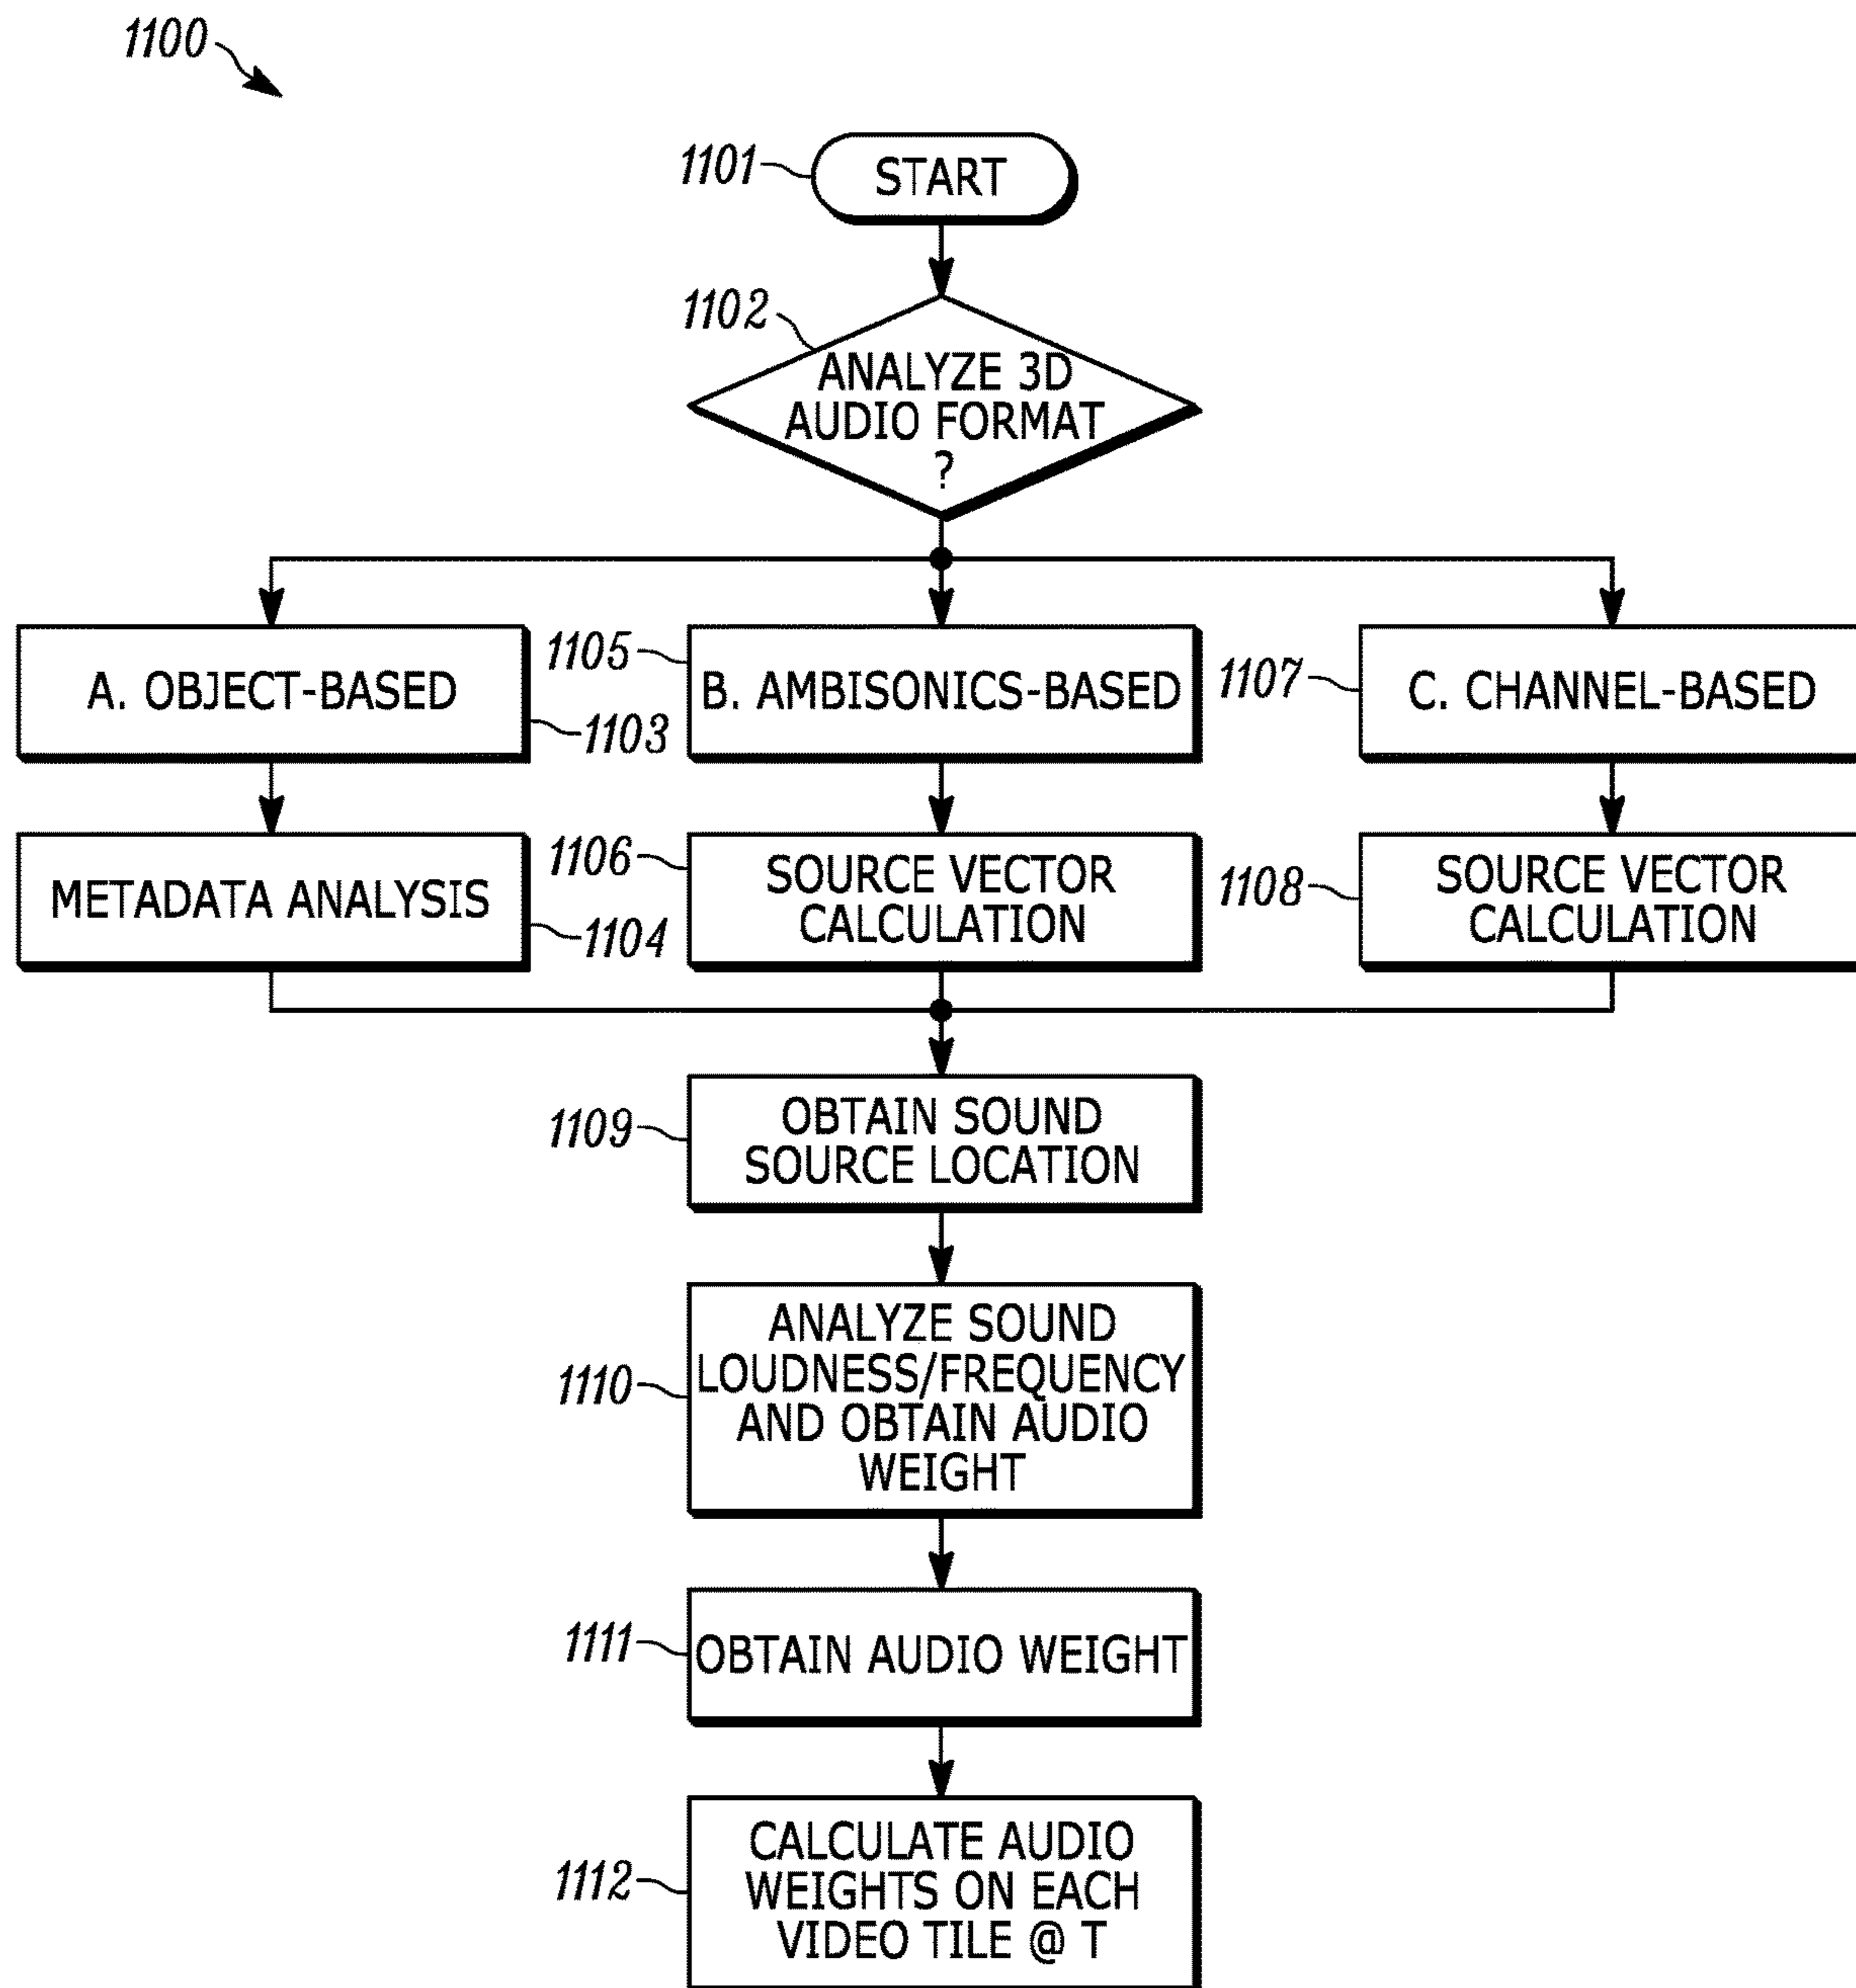 1100
1101
START
1102
ANALYZE 3D
AUDIO FORMAT
?
A. OBJECT-BASED
1103
1105
B. AMBISONICS-BASED
1107
C. CHANNEL-BASED
METADATA ANALYSIS
1104
1106
SOURCE VECTOR
CALCULATION
1108
SOURCE VECTOR
CALCULATION
1109
OBTAIN SOUND
SOURCE LOCATION
1110
ANALYZE SOUND
LOUDNESS/FREQUENCY
AND OBTAIN AUDIO
WEIGHT
1111
OBTAIN AUDIO WEIGHT
1112
CALCULATE AUDIO
WEIGHTS ON EACH
VIDEO TILE @ T